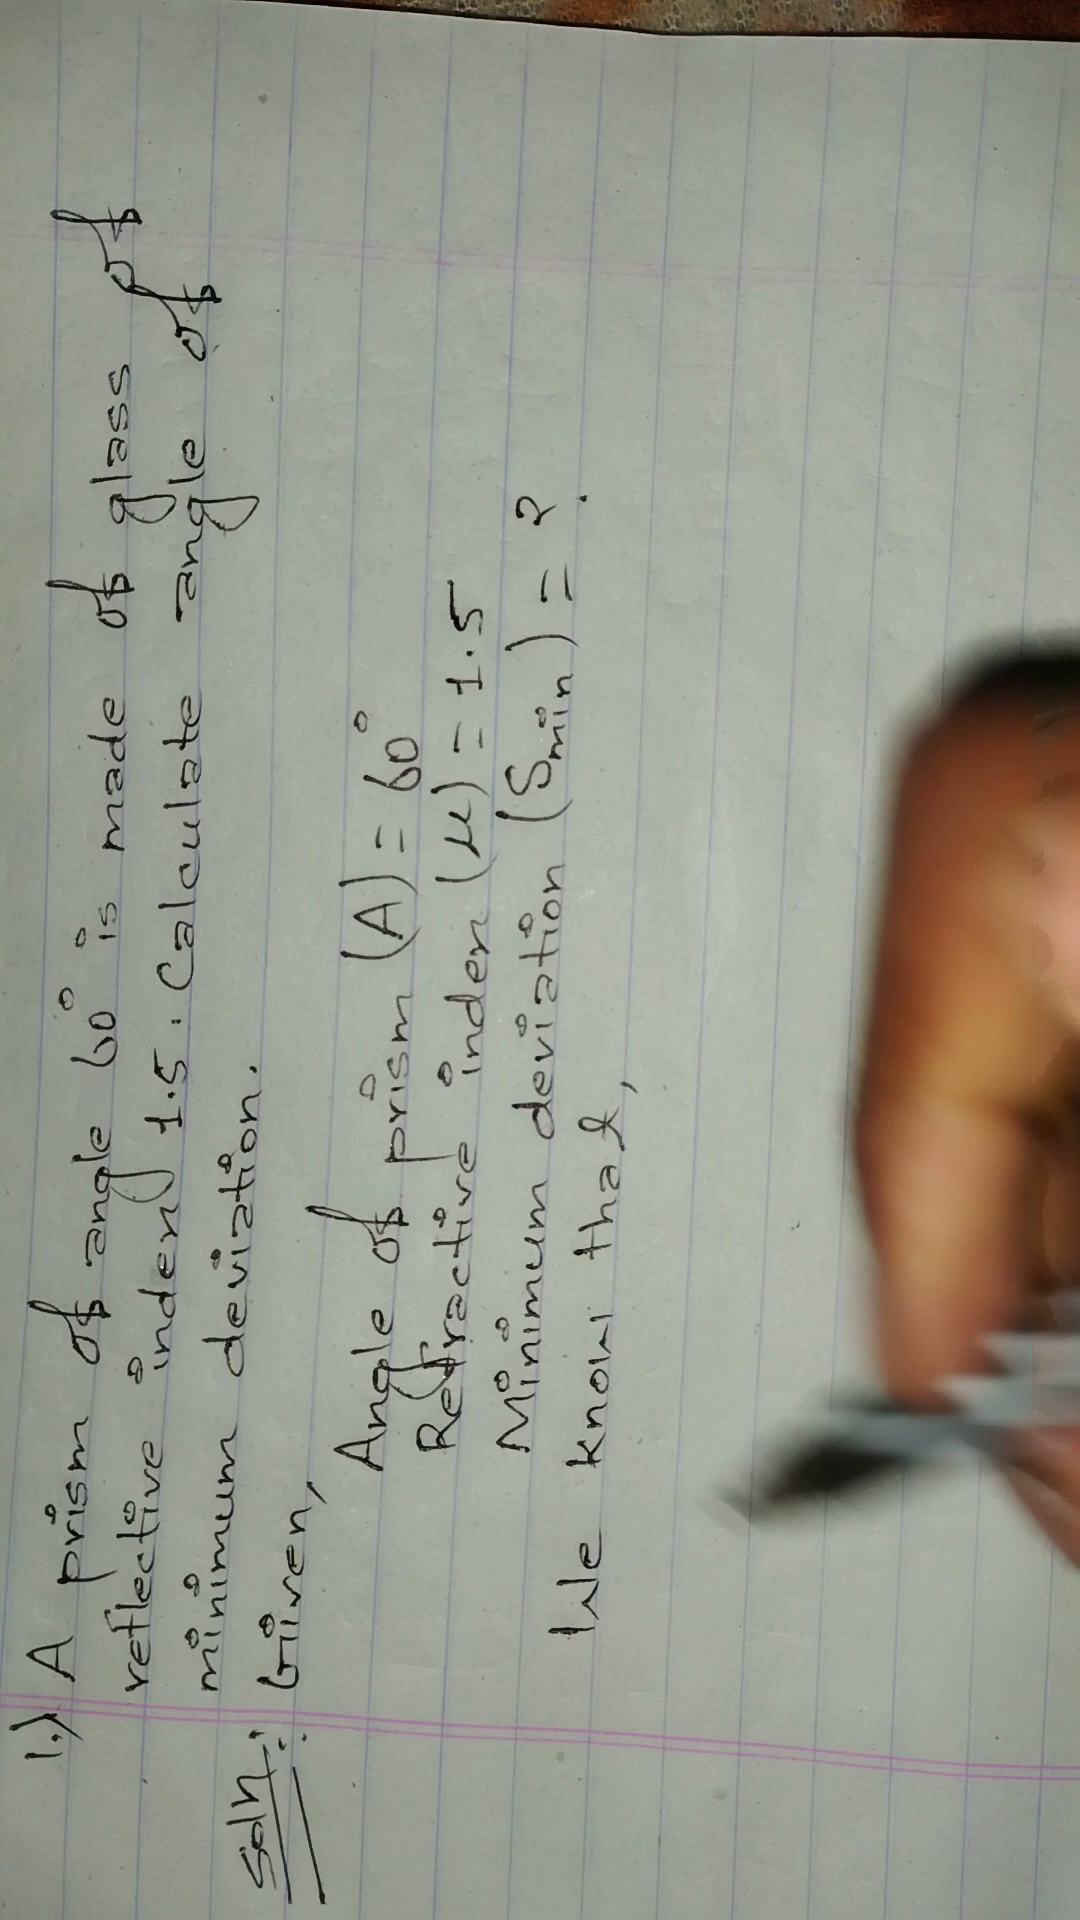 1.) A prism of angle 60° is made of glass of
reflective index 1.5. Calculate angle of
minimum deviation.
Soln: Given,
Angle of prism (A) = 60°
Refractive index (μ) = 1.5
Minimum deviation (Smin) = ?
We know that,